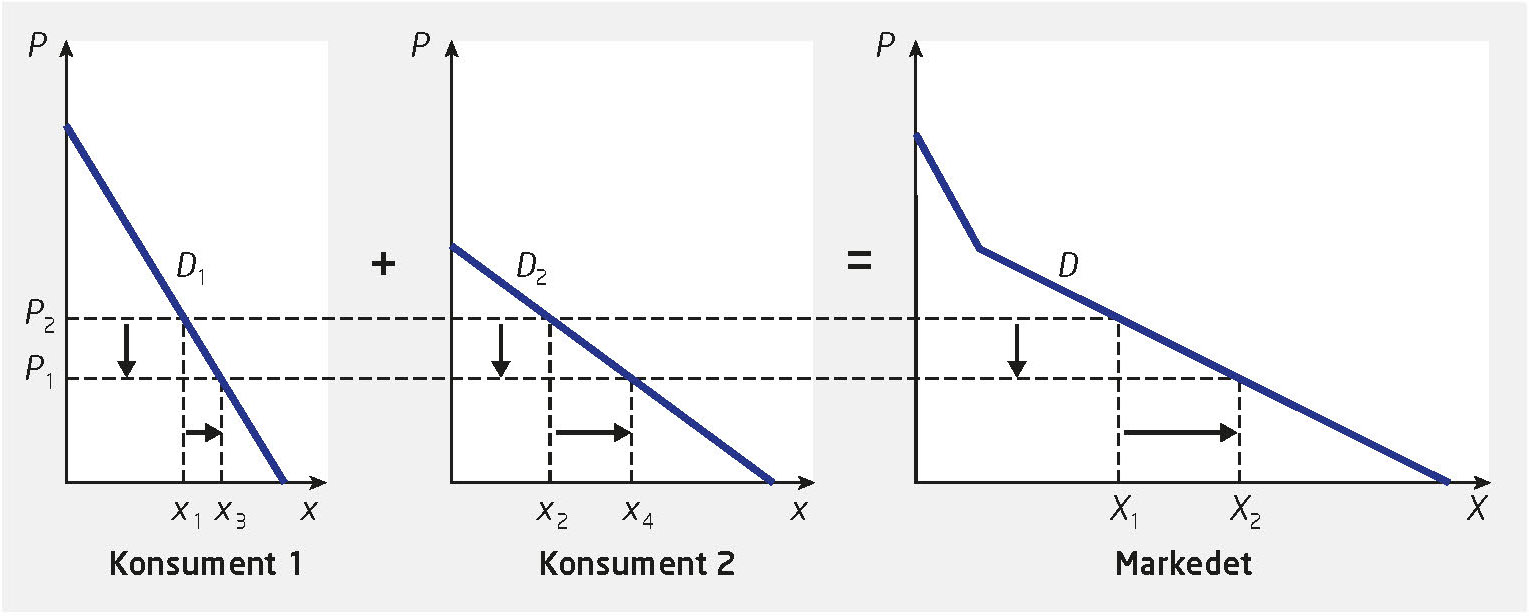 P P P
D₁ + D₂ = D
P₂
P₁
x₁ x₃ x x₂ x₄ x X₁ X₂ X
Konsument 1 Konsument 2 Markedet